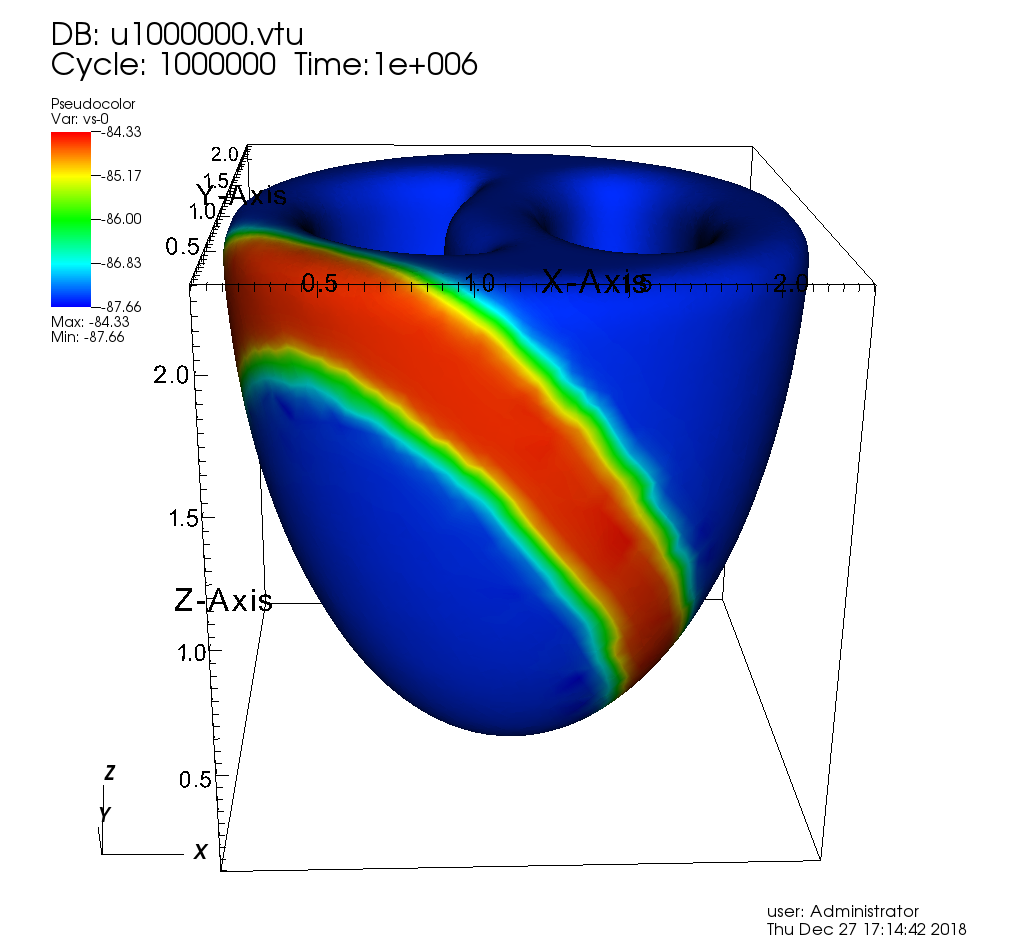 DB: u1000000.vtu
Cycle: 1000000 Time:1e+006
Pseudocolor
Var: vs-0
-84.33
-85.17
-86.00
-86.83
-87.66
Max: -84.33
Min: -87.66
2.0
1.5
Y-Axis
1.0
0.5
0.5
1.0
X-Axis
1.5
2.0
2.0
1.5
Z-Axis
1.0
0.5
Z
Y
X
user: Administrator
Thu Dec 27 17:14:42 2018